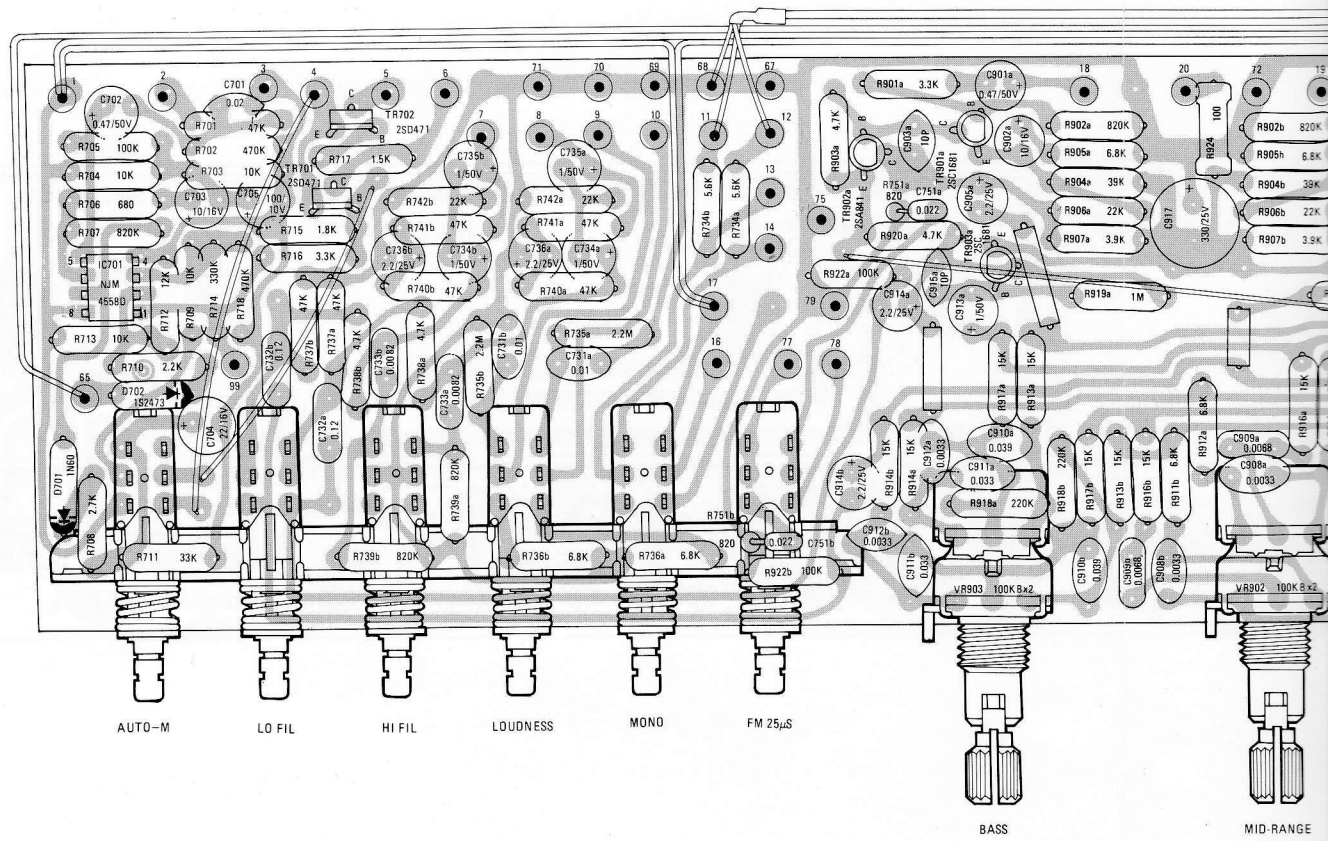 1
2
3
4
5
6
71
70
69
68
67
18
20
72
19
C702
0.47/50V
C701
0.02
R701 47K
R702 470K
R703 10K
R705 100K
R704 10K
R706 680
R707 820K
C703
10/16V
C705
100/10V
C
TR702
2SD471
E
B
R717 1.5K
TR701
2SD471
C
B
E
R715 1.8K
R716 3.3K
7
8
9
10
11
12
13
14
17
16
77
78
79
75
C735b
1/50V
C735a
1/50V
R742b 22K
R741b 47K
C736b
2.2/25V
C734b
1/50V
R740b 47K
R742a 22K
R741a 47K
C736a
2.2/25V
C734a
1/50V
R740a 47K
R734b 5.6K
R734a 5.6K
5
4
IC701
NJM
4558D
8
1
R712 12K
R709 10K
R714 330K
R718 470K
R713 10K
R710 2.2K
D702
1S2473
65
99
C704
22/16V
D701 1N60
R708 2.7K
R711 33K
C732b
0.12
R737b 47K
R737a 47K
R738b 4.7K
C733b
0.0082
R738a 4.7K
C733a
0.0082
R735b 2.2M
C731b
0.01
R735a 2.2M
C731a
0.01
C732a
0.12
R739a 820K
R739b 820K
R736b 6.8K
R736a 6.8K
R751b
820
0.022
C751b
R922b 100K
R901a 3.3K
C901a
0.47/50V
R903a 4.7K
B
C
E
TR902a
2SA841
C903a
10P
C
B
E
TR901a
2SC1681
C902a
10/16V
R751a
820
C751a
0.022
C905a
2.2/25V
R920a 4.7K
TR903a
2SC
1681
E
B
C
R922a 100K
C914a
2.2/25V
C915a
10P
C913a
1/50V
R902a 820K
R905a 6.8K
R904a 39K
R906a 22K
R907a 3.9K
R919a 1M
R924 100
C917
330/25V
R902b 820K
R905b 6.8K
R904b 39K
R906b 22K
R907b 3.9K
R917a 15K
R913a 15K
C910a
0.039
C914b
2.2/25V
R914b 15K
R914a 15K
C912a
0.0033
C911a
0.033
R918a 220K
C912b
0.0033
C911b
0.033
R918b 220K
R917b 15K
R913b 15K
R916b 15K
R911b 6.8K
R912a 6.8K
C909a
0.0068
C908a
0.0033
R916a 15K
C910b
0.039
C909b
0.0068
C908b
0.0033
VR903 100KB×2
VR902 100KB×2
AUTO–M
LO FIL
HI FIL
LOUDNESS
MONO
FM 25μS
BASS
MID-RANGE